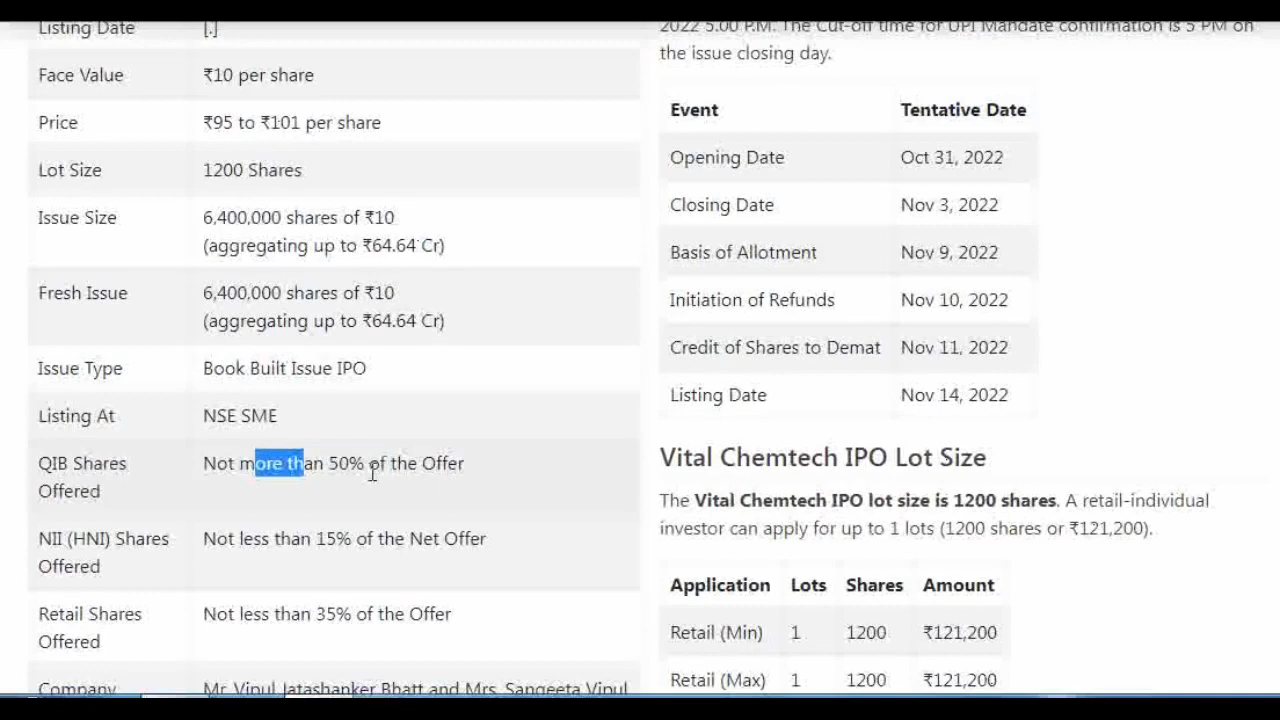 Listing Date [.]
Face Value ₹10 per share
Price ₹95 to ₹101 per share
Lot Size 1200 Shares
Issue Size 6,400,000 shares of ₹10
(aggregating up to ₹64.64 Cr)
Fresh Issue 6,400,000 shares of ₹10
(aggregating up to ₹64.64 Cr)
Issue Type Book Built Issue IPO
Listing At NSE SME
QIB Shares Not more than 50% of the Offer
Offered
NII (HNI) Shares Not less than 15% of the Net Offer
Offered
Retail Shares Not less than 35% of the Offer
Offered
Company Mr. Vipul Jatashanker Bhatt and Mrs. Sangeeta Vipul
2022 5.00 P.M. The Cut-off time for UPI Mandate confirmation is 5 PM on
the issue closing day.
Event Tentative Date
Opening Date Oct 31, 2022
Closing Date Nov 3, 2022
Basis of Allotment Nov 9, 2022
Initiation of Refunds Nov 10, 2022
Credit of Shares to Demat Nov 11, 2022
Listing Date Nov 14, 2022
Vital Chemtech IPO Lot Size
The Vital Chemtech IPO lot size is 1200 shares. A retail-individual
investor can apply for up to 1 lots (1200 shares or ₹121,200).
Application Lots Shares Amount
Retail (Min) 1 1200 ₹121,200
Retail (Max) 1 1200 ₹121,200